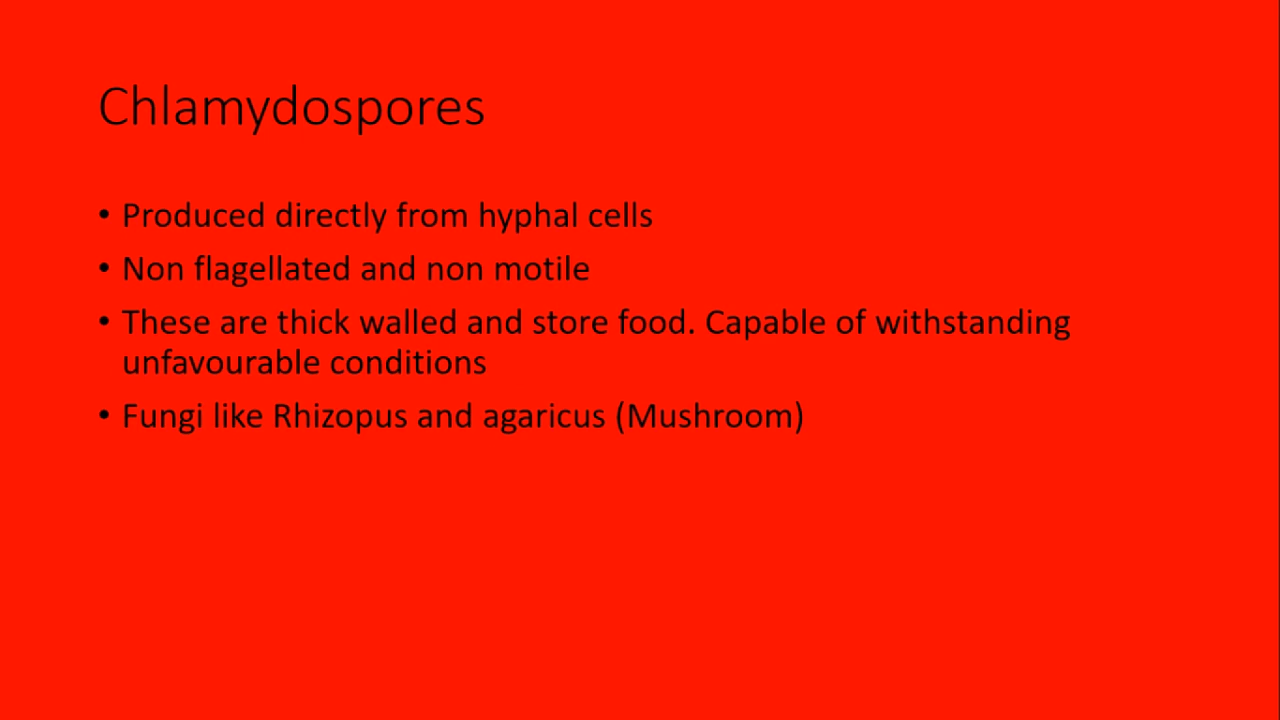 Chlamydospores
• Produced directly from hyphal cells
• Non flagellated and non motile
• These are thick walled and store food. Capable of withstanding
unfavourable conditions
• Fungi like Rhizopus and agaricus (Mushroom)